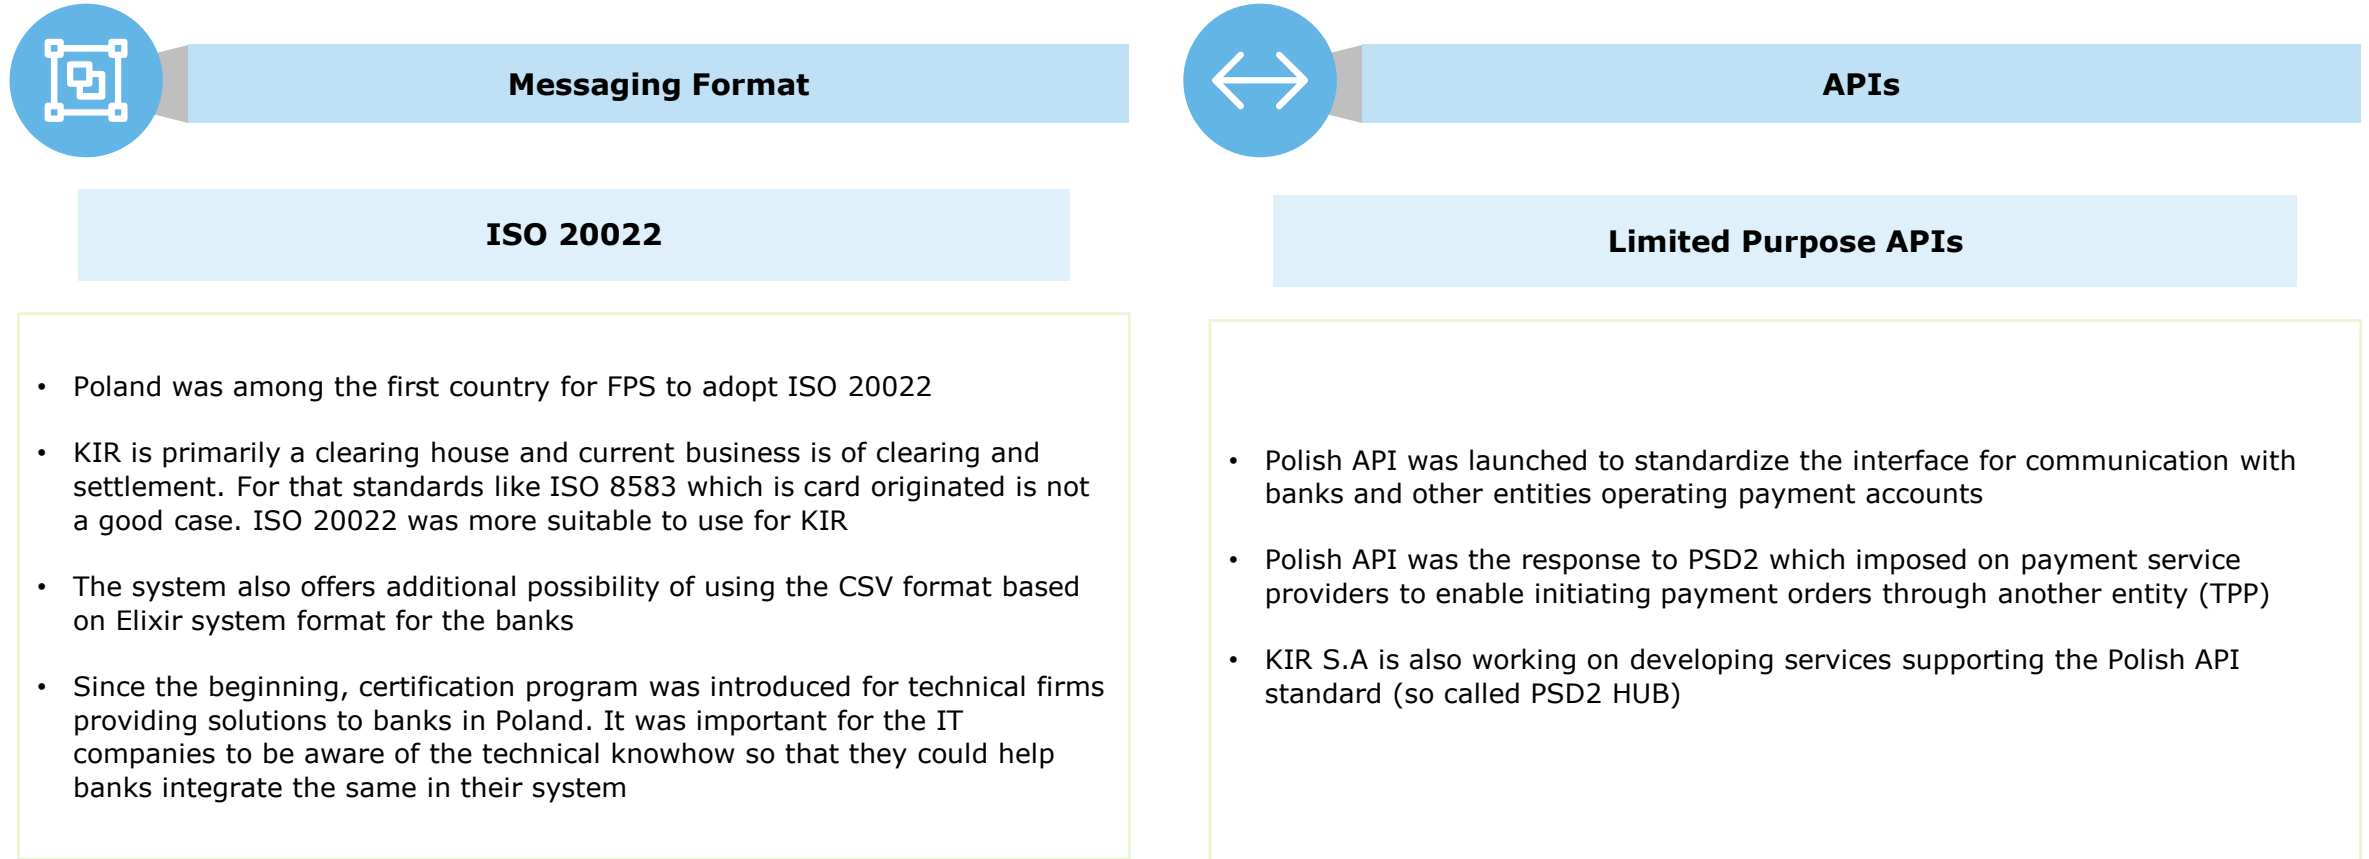 Messaging Format
ISO 20022
• Poland was among the first country for FPS to adopt ISO 20022
• KIR is primarily a clearing house and current business is of clearing and
settlement. For that standards like ISO 8583 which is card originated is not
a good case. ISO 20022 was more suitable to use for KIR
• The system also offers additional possibility of using the CSV format based
on Elixir system format for the banks
• Since the beginning, certification program was introduced for technical firms
providing solutions to banks in Poland. It was important for the IT
companies to be aware of the technical knowhow so that they could help
banks integrate the same in their system
APIs
Limited Purpose APIs
• Polish API was launched to standardize the interface for communication with
banks and other entities operating payment accounts
• Polish API was the response to PSD2 which imposed on payment service
providers to enable initiating payment orders through another entity (TPP)
• KIR S.A is also working on developing services supporting the Polish API
standard (so called PSD2 HUB)